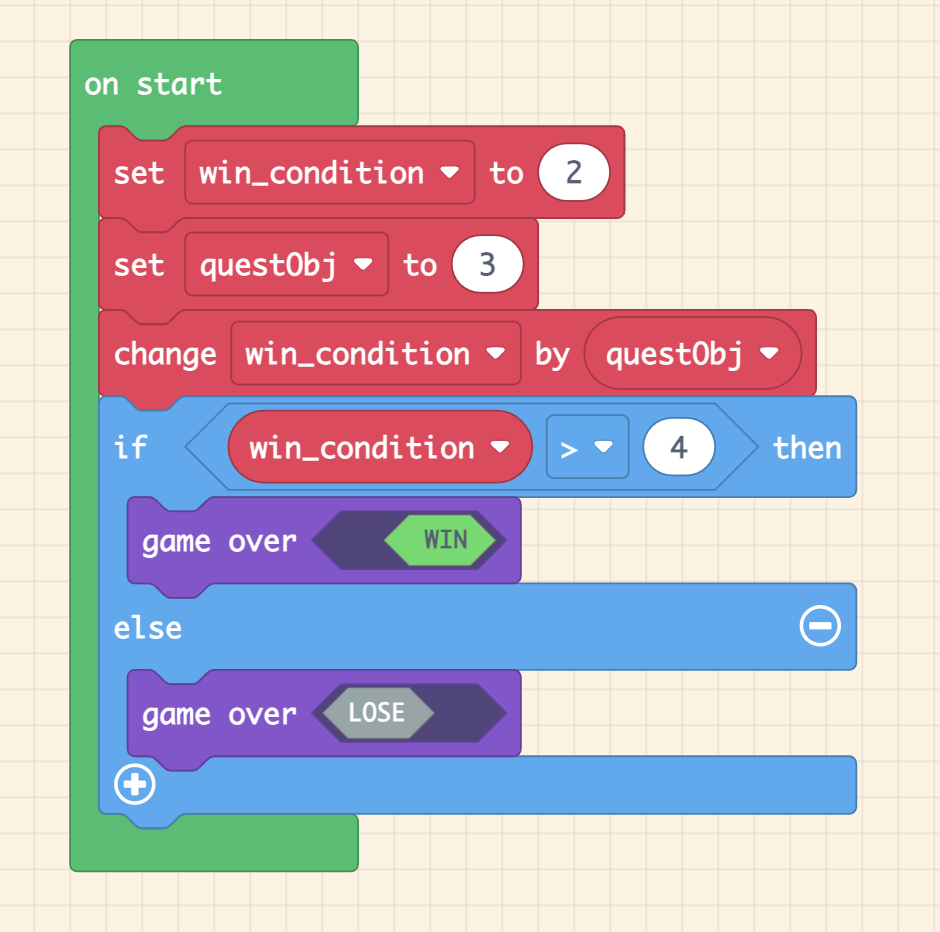 on start
set win_condition to 2
set questObj to 3
change win_condition by questObj
if win_condition > 4 then
game over WIN
else
game over LOSE